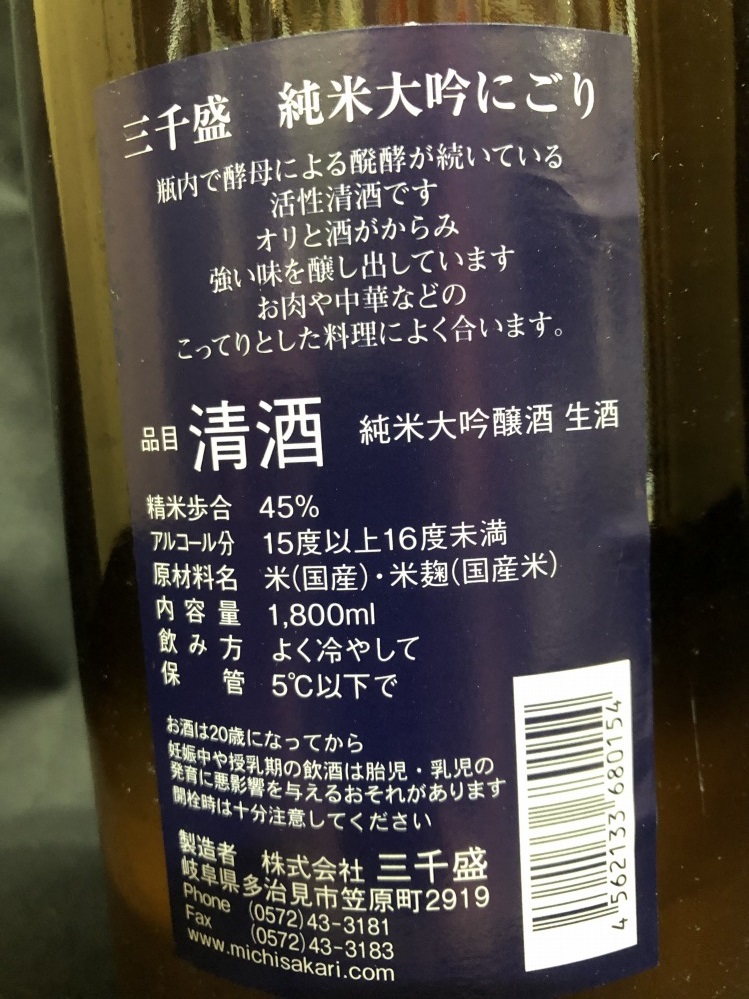 三千盛 純米大吟にごり
瓶内で酵母による醗酵が続いている
活性清酒です
オリと酒がからみ
強い味を醸し出しています
お肉や中華などの
こってりとした料理によく合います。
品目 清酒 純米大吟醸酒 生酒
精米歩合 45%
アルコール分 15度以上16度未満
原材料名 米(国産)・米麹(国産米)
内容量 1,800ml
飲み方 よく冷やして
保管 5℃以下で
お酒は20歳になってから
妊娠中や授乳期の飲酒は胎児・乳児の
発育に悪影響を与えるおそれがあります
開栓時は十分注意してください
製造者 株式会社 三千盛
岐阜県多治見市笠原町2919
Phone (0572)43-3181
Fax (0572)43-3183
www.michisakari.com
4 562133 680154